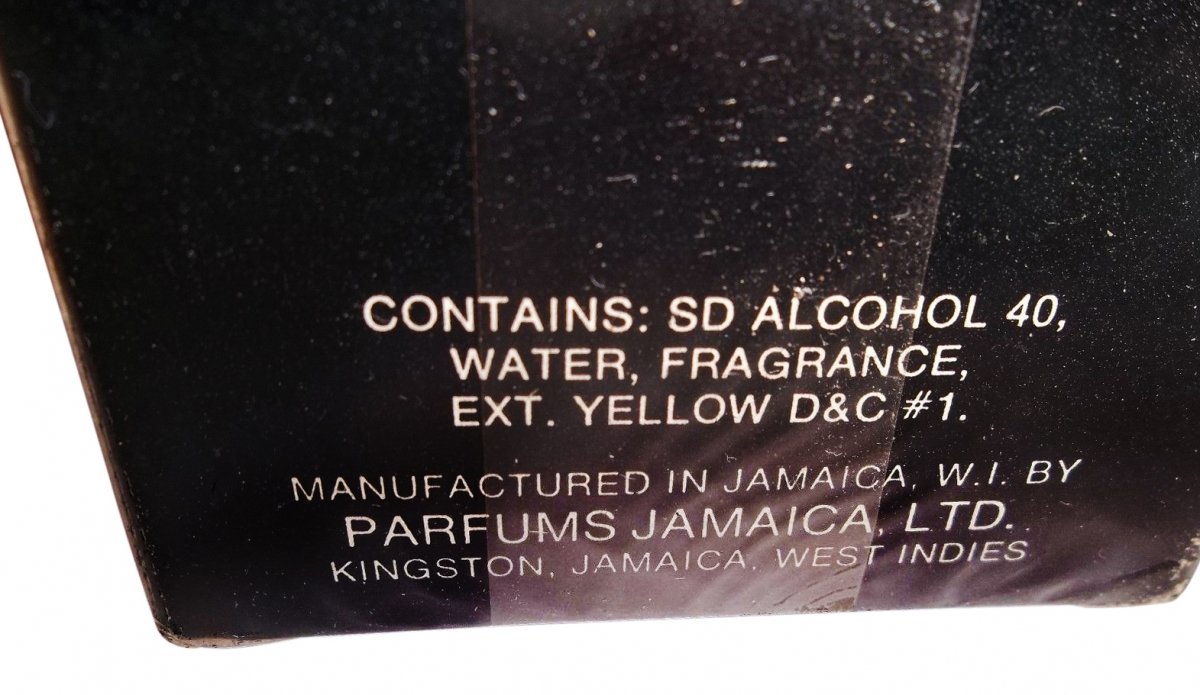 CONTAINS: SD ALCOHOL 40,
WATER, FRAGRANCE,
EXT. YELLOW D&C #1.
MANUFACTURED IN JAMAICA, W.I. BY
PARFUMS JAMAICA, LTD.
KINGSTON, JAMAICA, WEST INDIES